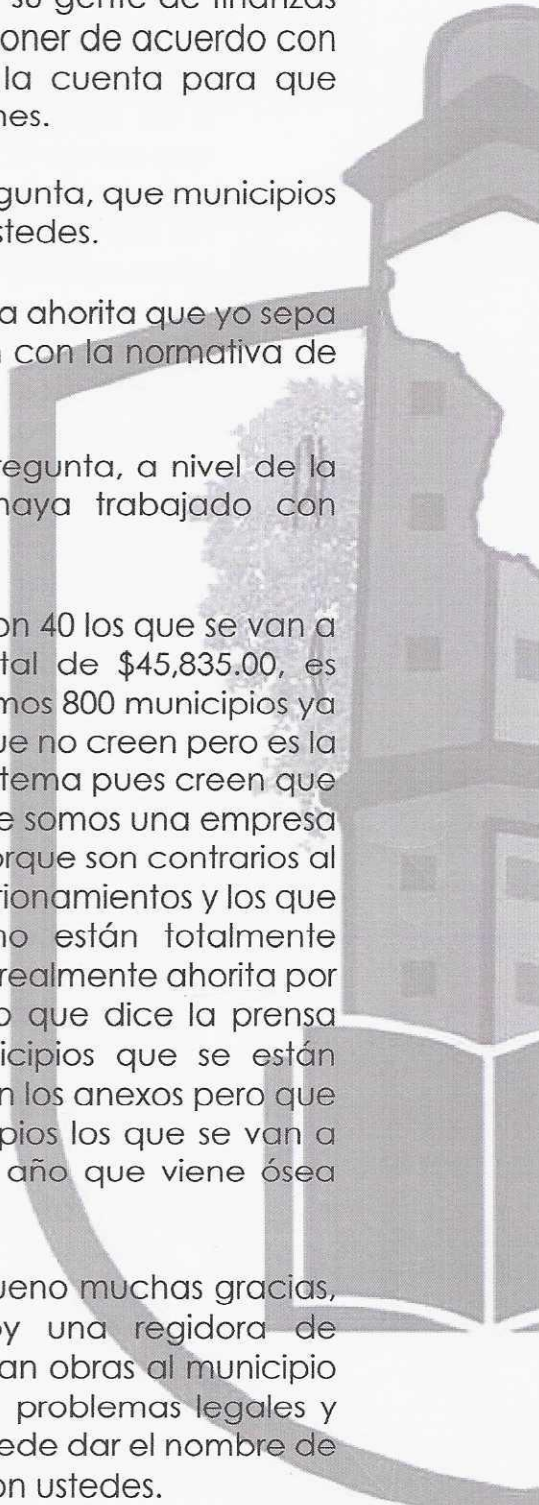 su gente de finanzas
oner de acuerdo con
la cuenta para que
nes.
gunta, que municipios
stedes.
a ahorita que yo sepa
n con la normativa de
regunta, a nivel de la
haya trabajado con
on 40 los que se van a
tal de $45,835.00, es
mos 800 municipios ya
ue no creen pero es la
tema pues creen que
e somos una empresa
orque son contrarios al
tionamientos y los que
no están totalmente
realmente ahorita por
o que dice la prensa
icipios que se están
n los anexos pero que
pios los que se van a
año que viene ósea
ueno muchas gracias,
oy una regidora de
an obras al municipio
problemas legales y
ede dar el nombre de
on ustedes.